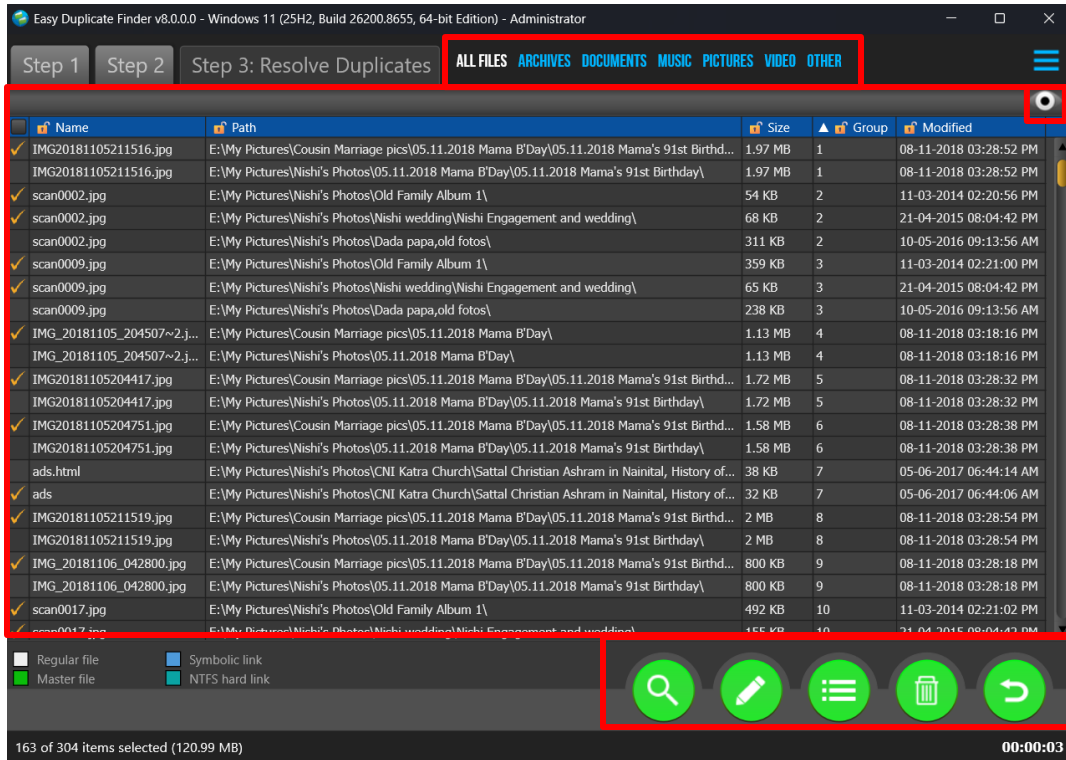 Easy Duplicate Finder v8.0.0.0 - Windows 11 (25H2, Build 26200.8655, 64-bit Edition) - Administrator
Step 1 Step 2 Step 3: Resolve Duplicates ALL FILES ARCHIVES DOCUMENTS MUSIC PICTURES VIDEO OTHER
Name Path Size Group Modified
IMG20181105211516.jpg E:\My Pictures\Cousin Marriage pics\05.11.2018 Mama B'Day\05.11.2018 Mama's 91st Birthd... 1.97 MB 1 08-11-2018 03:28:52 PM
IMG20181105211516.jpg E:\My Pictures\Nishi's Photos\05.11.2018 Mama B'Day\05.11.2018 Mama's 91st Birthday\ 1.97 MB 1 08-11-2018 03:28:52 PM
scan0002.jpg E:\My Pictures\Nishi's Photos\Old Family Album 1\ 54 KB 2 11-03-2014 02:20:56 PM
scan0002.jpg E:\My Pictures\Nishi's Photos\Nishi wedding\Nishi Engagement and wedding\ 68 KB 2 21-04-2015 08:04:42 PM
scan0002.jpg E:\My Pictures\Nishi's Photos\Dada papa,old fotos\ 311 KB 2 10-05-2016 09:13:56 AM
scan0009.jpg E:\My Pictures\Nishi's Photos\Old Family Album 1\ 359 KB 3 11-03-2014 02:21:00 PM
scan0009.jpg E:\My Pictures\Nishi's Photos\Nishi wedding\Nishi Engagement and wedding\ 65 KB 3 21-04-2015 08:04:42 PM
scan0009.jpg E:\My Pictures\Nishi's Photos\Dada papa,old fotos\ 238 KB 3 10-05-2016 09:13:56 AM
IMG_20181105_204507~2.j... E:\My Pictures\Cousin Marriage pics\05.11.2018 Mama B'Day\ 1.13 MB 4 08-11-2018 03:18:16 PM
IMG_20181105_204507~2.j... E:\My Pictures\Nishi's Photos\05.11.2018 Mama B'Day\ 1.13 MB 4 08-11-2018 03:18:16 PM
IMG20181105204417.jpg E:\My Pictures\Cousin Marriage pics\05.11.2018 Mama B'Day\05.11.2018 Mama's 91st Birthd... 1.72 MB 5 08-11-2018 03:28:32 PM
IMG20181105204417.jpg E:\My Pictures\Nishi's Photos\05.11.2018 Mama B'Day\05.11.2018 Mama's 91st Birthday\ 1.72 MB 5 08-11-2018 03:28:32 PM
IMG20181105204751.jpg E:\My Pictures\Cousin Marriage pics\05.11.2018 Mama B'Day\05.11.2018 Mama's 91st Birthd... 1.58 MB 6 08-11-2018 03:28:38 PM
IMG20181105204751.jpg E:\My Pictures\Nishi's Photos\05.11.2018 Mama B'Day\05.11.2018 Mama's 91st Birthday\ 1.58 MB 6 08-11-2018 03:28:38 PM
ads.html E:\My Pictures\Nishi's Photos\CNI Katra Church\Sattal Christian Ashram in Nainital, History of... 38 KB 7 05-06-2017 06:44:14 AM
ads E:\My Pictures\Nishi's Photos\CNI Katra Church\Sattal Christian Ashram in Nainital, History of... 32 KB 7 05-06-2017 06:44:06 AM
IMG20181105211519.jpg E:\My Pictures\Cousin Marriage pics\05.11.2018 Mama B'Day\05.11.2018 Mama's 91st Birthd... 2 MB 8 08-11-2018 03:28:54 PM
IMG20181105211519.jpg E:\My Pictures\Nishi's Photos\05.11.2018 Mama B'Day\05.11.2018 Mama's 91st Birthday\ 2 MB 8 08-11-2018 03:28:54 PM
IMG_20181106_042800.jpg E:\My Pictures\Cousin Marriage pics\05.11.2018 Mama B'Day\05.11.2018 Mama's 91st Birthd... 800 KB 9 08-11-2018 03:28:18 PM
IMG_20181106_042800.jpg E:\My Pictures\Nishi's Photos\05.11.2018 Mama B'Day\05.11.2018 Mama's 91st Birthday\ 800 KB 9 08-11-2018 03:28:18 PM
scan0017.jpg E:\My Pictures\Nishi's Photos\Old Family Album 1\ 492 KB 10 11-03-2014 02:21:02 PM
scan0017.jpg E:\My Pictures\Nishi's Photos\Nishi wedding\Nishi Engagement and wedding\ 155 KB 10 21-04-2015 08:04:42 PM
Regular file Symbolic link
Master file NTFS hard link
163 of 304 items selected (120.99 MB) 00:00:03